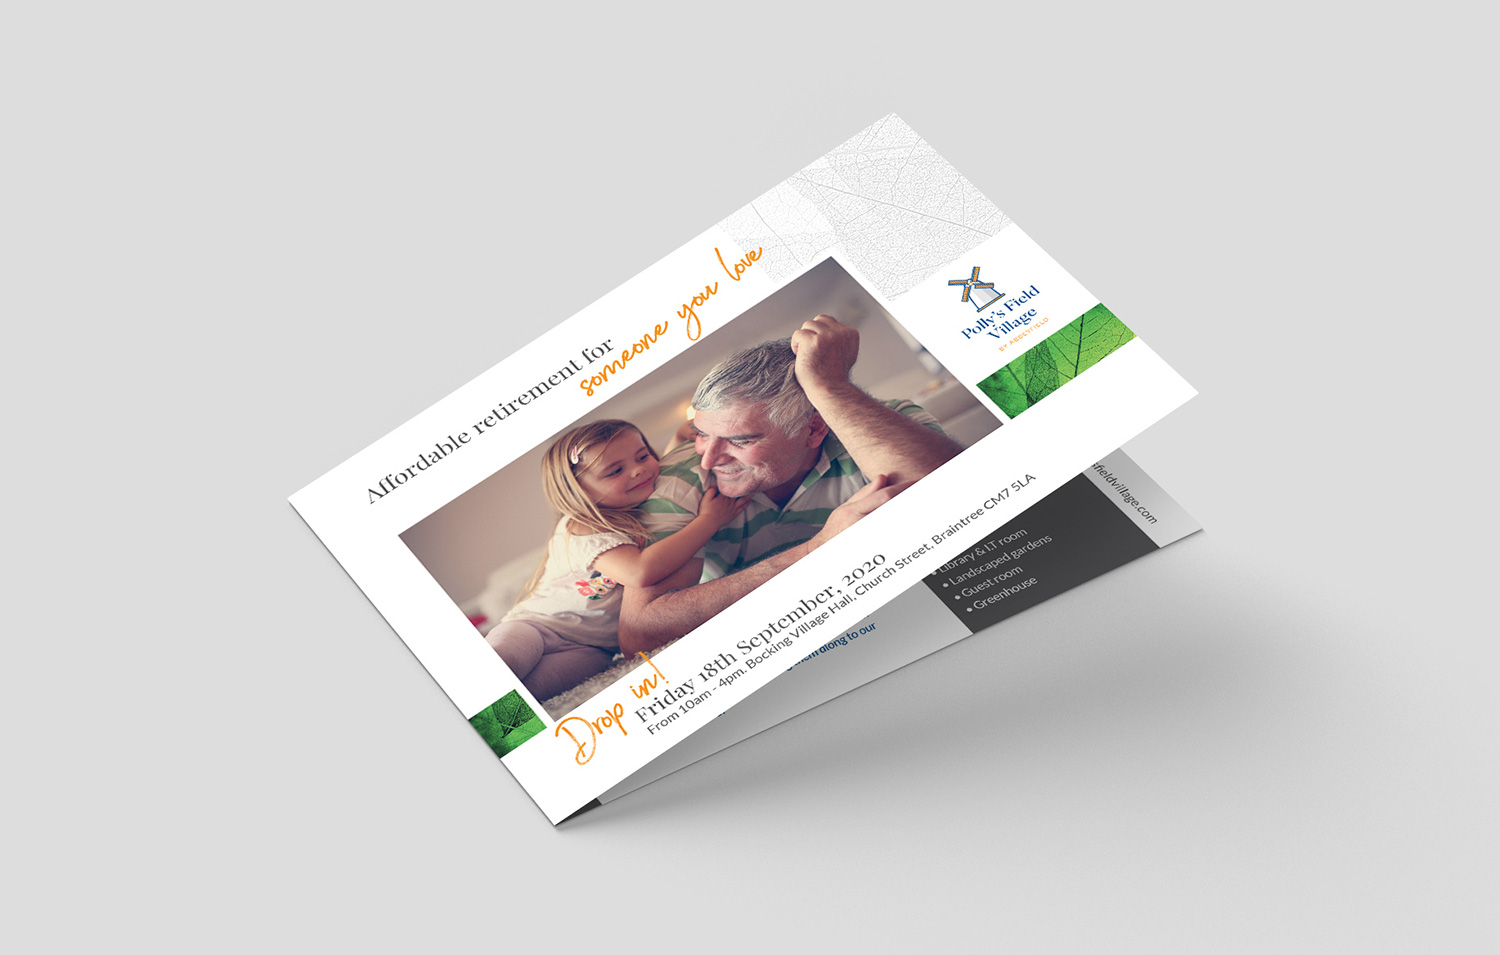 Affordable retirement for
someone you love
Polly's Field
Village
BY ABBEYFIELD
Drop in!
Friday 18th September, 2020
From 10am - 4pm. Bocking Village Hall, Church Street, Braintree CM7 5LA
them along to our
fieldvillage.com
• Library & I.T room
• Landscaped gardens
• Guest room
• Greenhouse